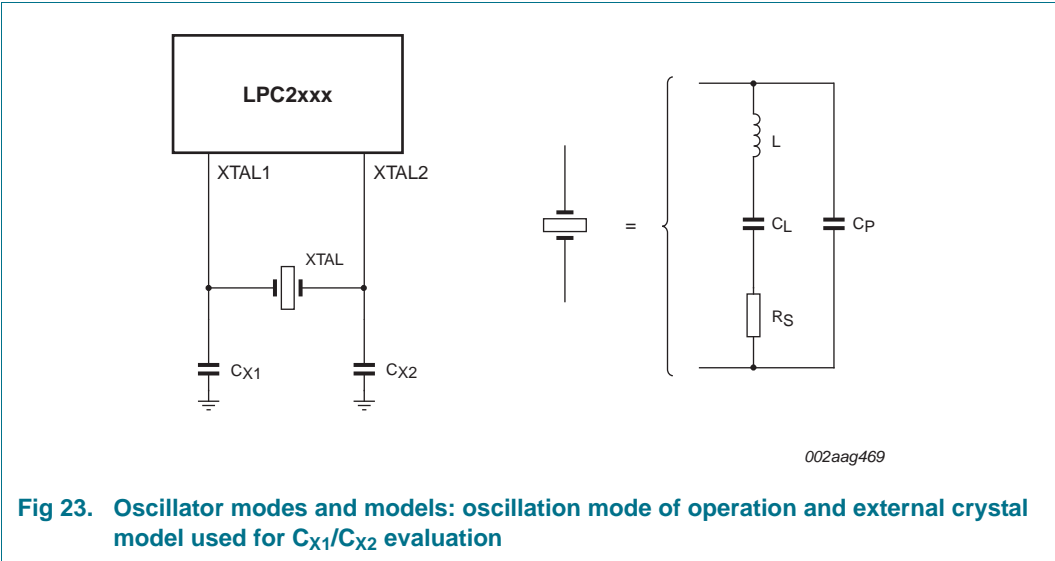 LPC2xxx
XTAL1
XTAL2
XTAL
CX1
CX2
=
L
CL
CP
RS
002aag469
Fig 23. Oscillator modes and models: oscillation mode of operation and external crystal
model used for CX1/CX2 evaluation